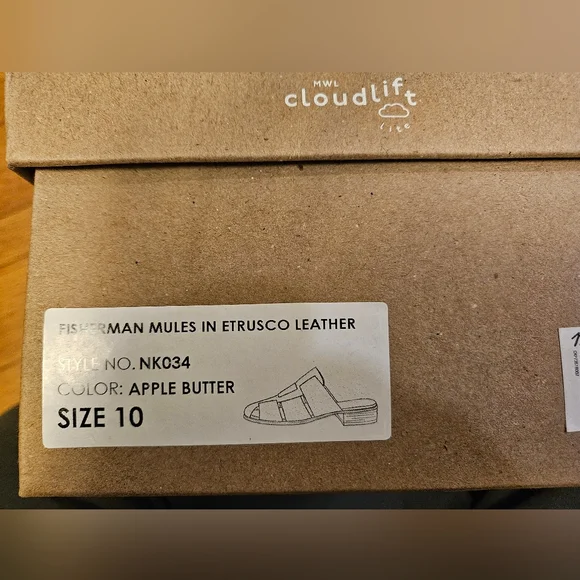 MWL
cloudlift
lite
FISHERMAN MULES IN ETRUSCO LEATHER
STYLE NO. NK034
COLOR: APPLE BUTTER
SIZE 10